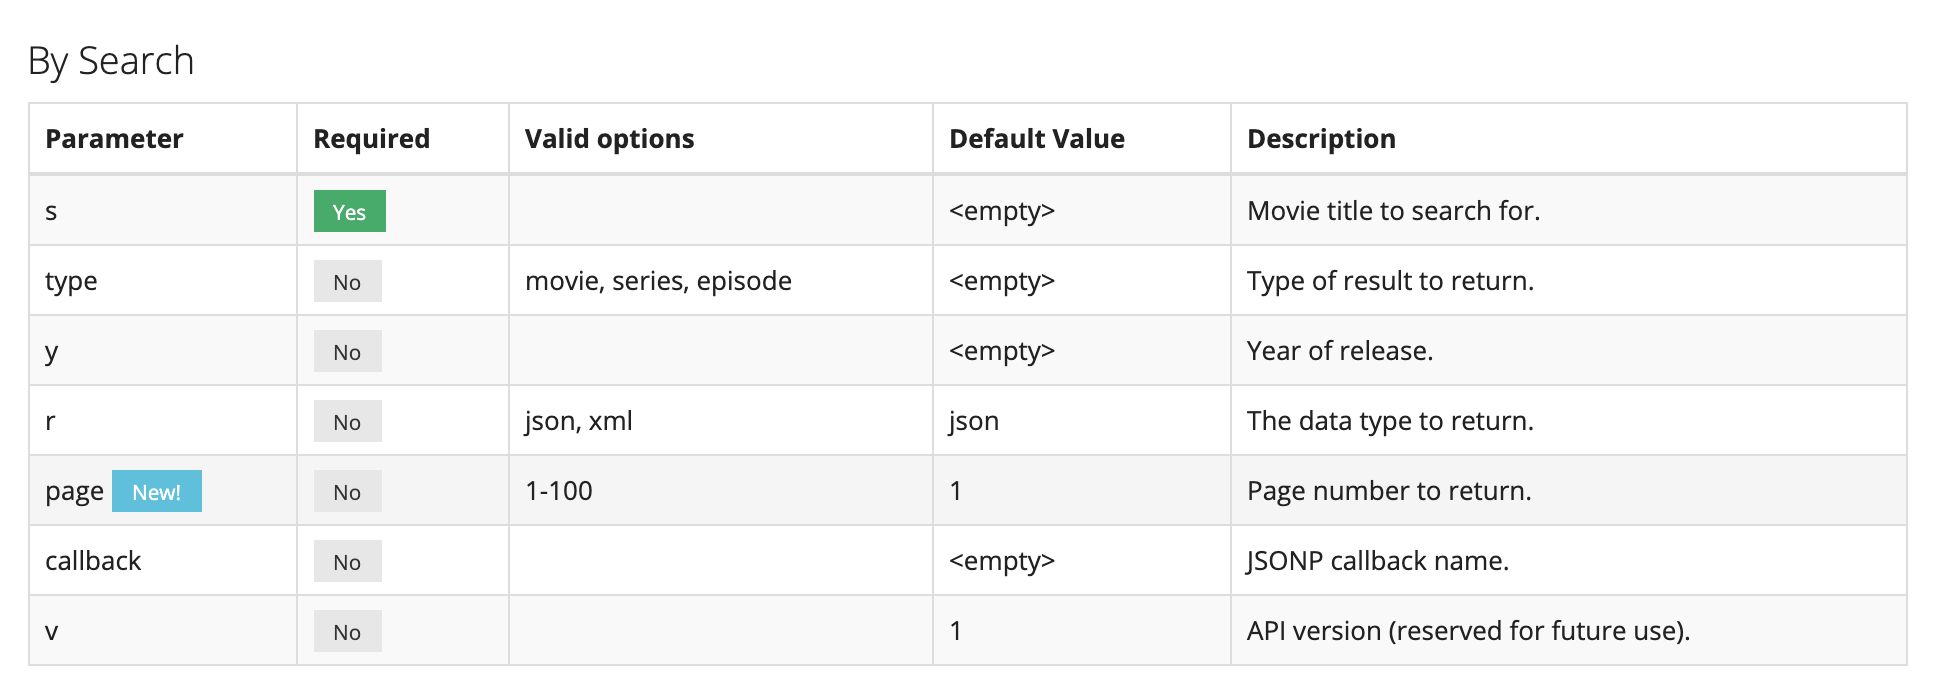 By Search
Parameter Required Valid options Default Value Description
s Yes <empty> Movie title to search for.
type No movie, series, episode <empty> Type of result to return.
y No <empty> Year of release.
r No json, xml json The data type to return.
page New! No 1-100 1 Page number to return.
callback No <empty> JSONP callback name.
v No 1 API version (reserved for future use).